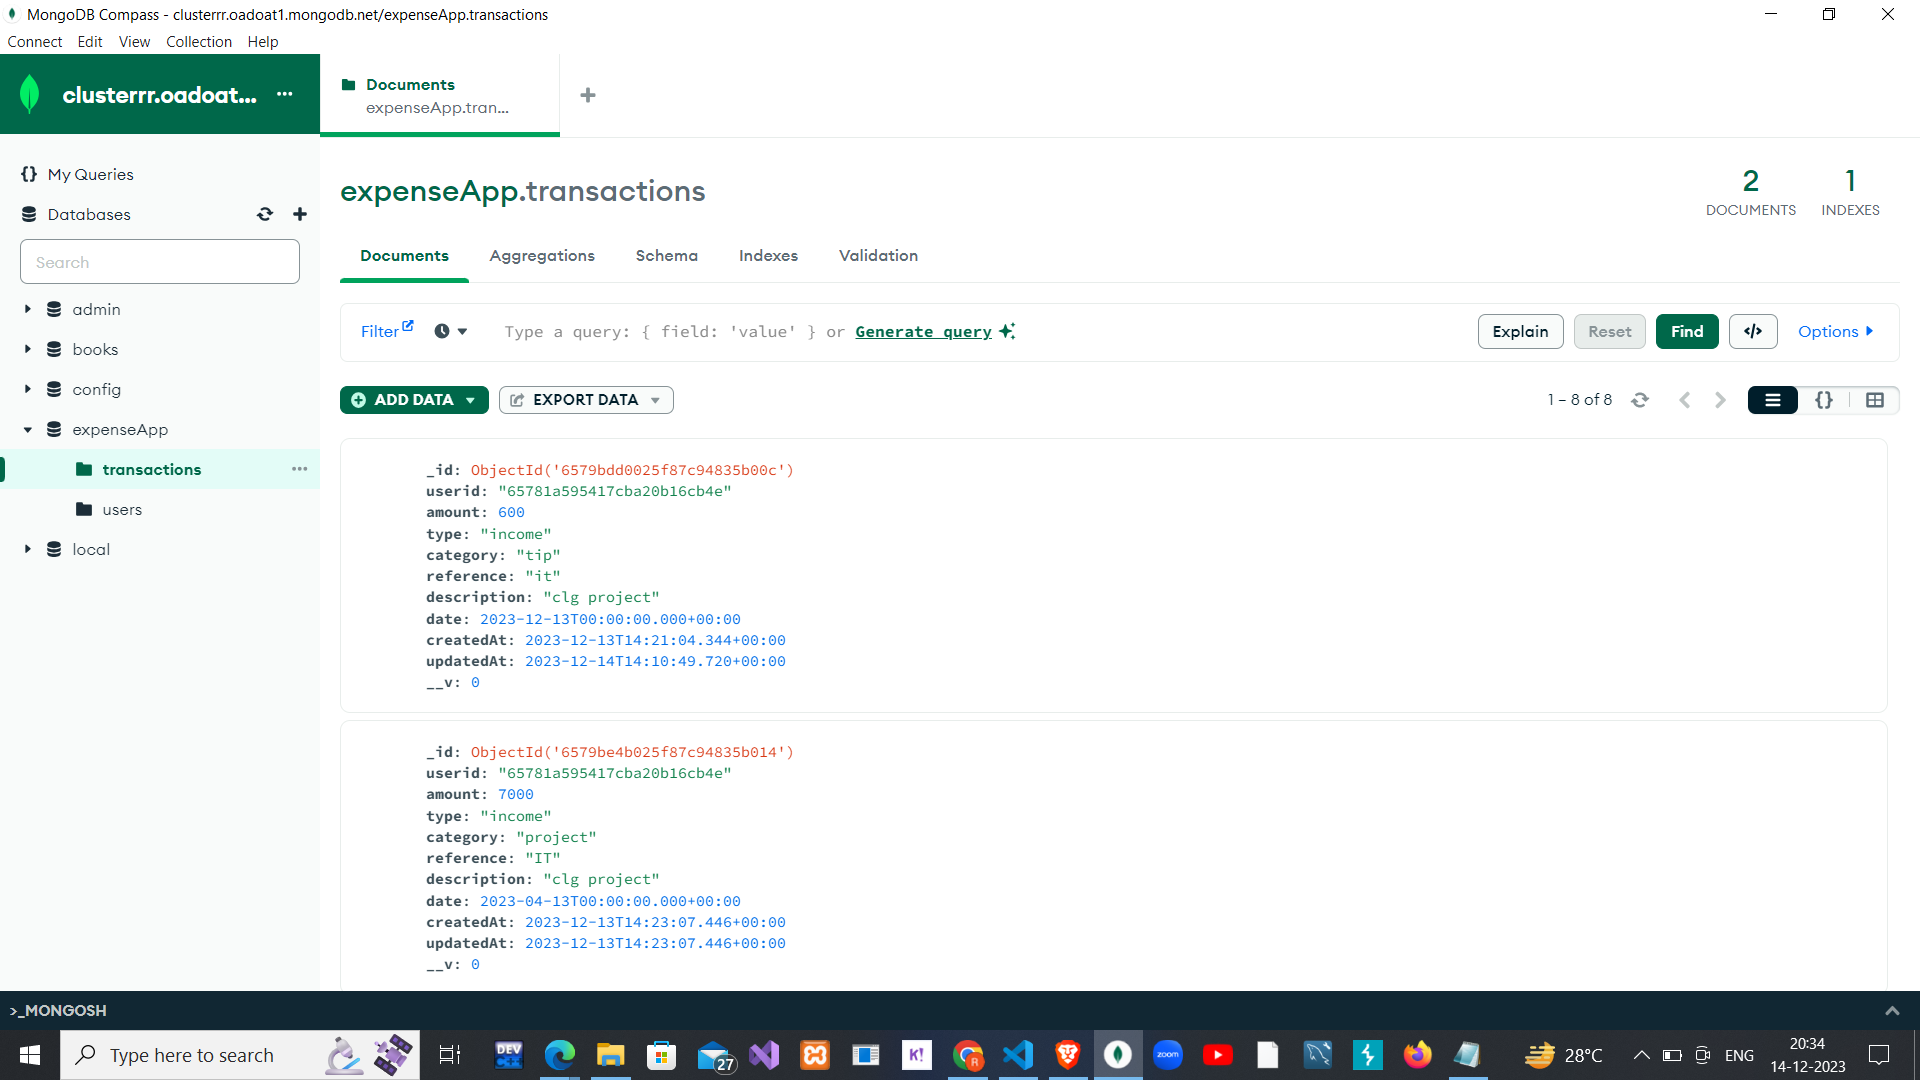 MongoDB Compass - clusterrr.oadoat1.mongodb.net/expenseApp.transactions
Connect Edit View Collection Help
clusterrr.oadoat... ...
Documents
expenseApp.tran...
{} My Queries
Databases
Search
admin
books
config
expenseApp
transactions
users
local
expenseApp.transactions
2 DOCUMENTS
1 INDEXES
Documents Aggregations Schema Indexes Validation
Filter Type a query: { field: 'value' } or Generate query Explain Reset Find </> Options
ADD DATA EXPORT DATA 1 – 8 of 8 {}
_id: ObjectId('6579bdd0025f87c94835b00c')
userid: "65781a595417cba20b16cb4e"
amount: 600
type: "income"
category: "tip"
reference: "it"
description: "clg project"
date: 2023-12-13T00:00:00.000+00:00
createdAt: 2023-12-13T14:21:04.344+00:00
updatedAt: 2023-12-14T14:10:49.720+00:00
__v: 0
_id: ObjectId('6579be4b025f87c94835b014')
userid: "65781a595417cba20b16cb4e"
amount: 7000
type: "income"
category: "project"
reference: "IT"
description: "clg project"
date: 2023-04-13T00:00:00.000+00:00
createdAt: 2023-12-13T14:23:07.446+00:00
updatedAt: 2023-12-13T14:23:07.446+00:00
__v: 0
>_MONGOSH
Type here to search DEV 27 K! zoom 28°C ENG
20:34
14-12-2023